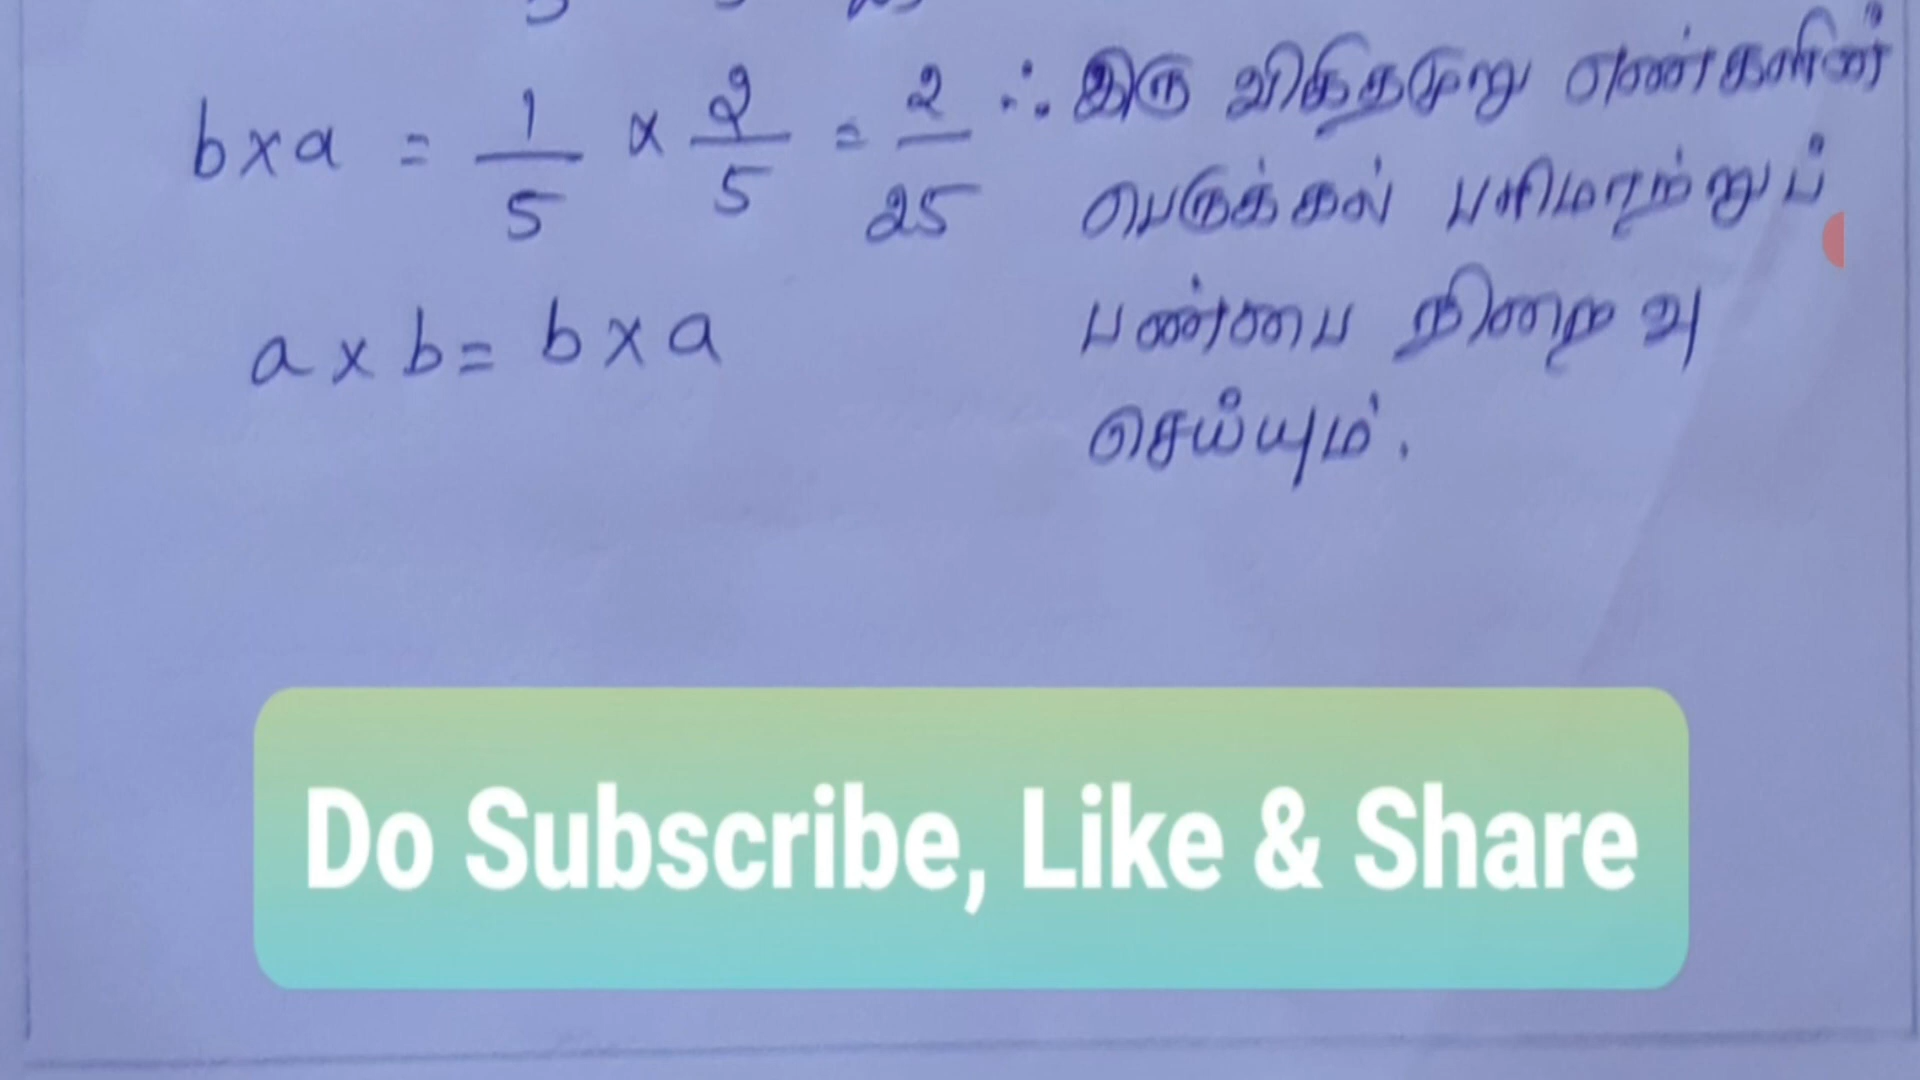 b x a = 1/5 x 2/5 = 2/25 ∴ இரு விகிதமுறு எண்களின்
பெருக்கல் பரிமாற்றுப்
பண்பை நிறைவு
செய்யும்.
a x b = b x a
Do Subscribe, Like & Share